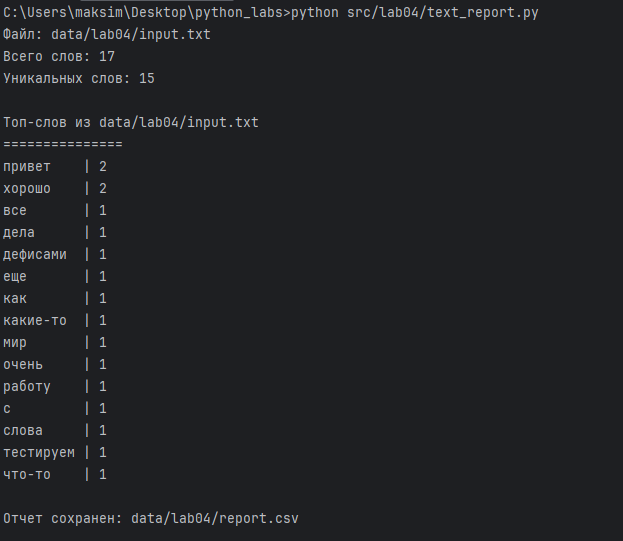 C:\Users\maksim\Desktop\python_labs>python src/lab04/text_report.py
Файл: data/lab04/input.txt
Всего слов: 17
Уникальных слов: 15
Топ-слов из data/lab04/input.txt
===============
привет    | 2
хорошо    | 2
все       | 1
дела      | 1
дефисами  | 1
еще       | 1
как       | 1
какие-то  | 1
мир       | 1
очень     | 1
работу    | 1
с         | 1
слова     | 1
тестируем | 1
что-то    | 1
Отчет сохранен: data/lab04/report.csv